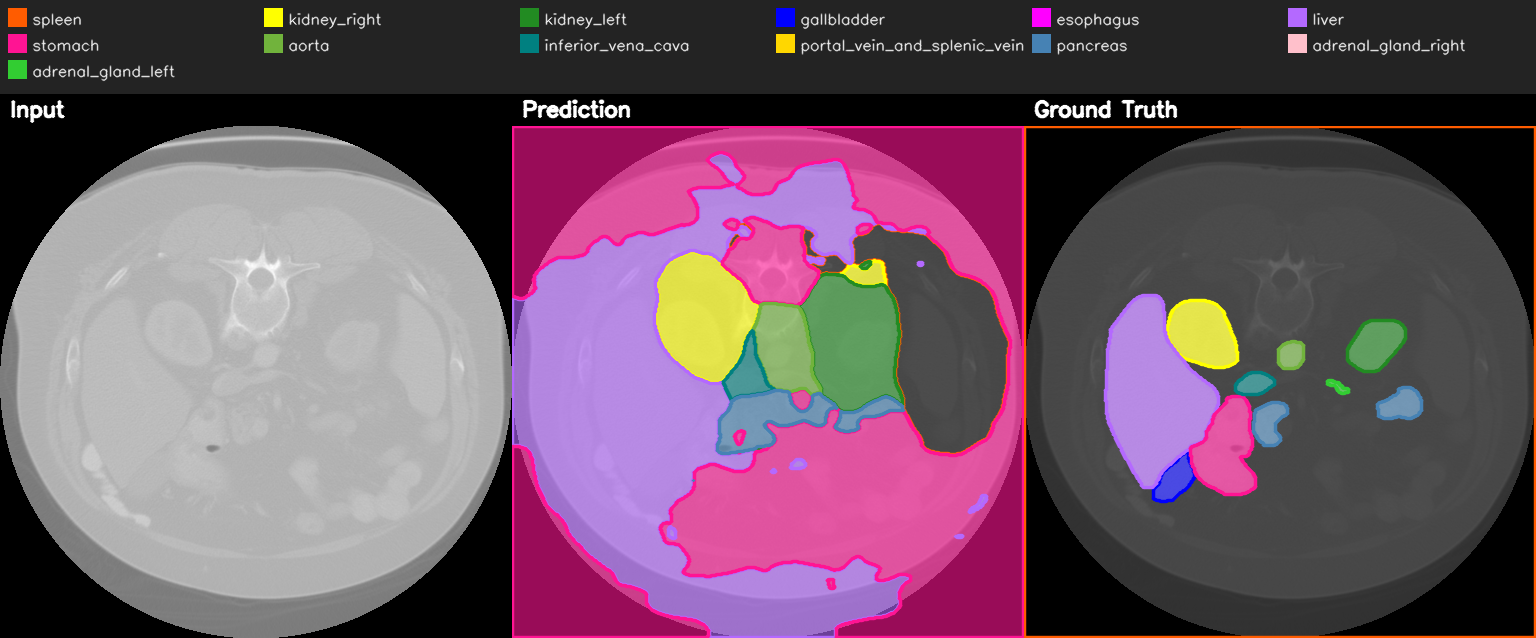 spleen kidney_right kidney_left gallbladder esophagus liver
stomach aorta inferior_vena_cava portal_vein_and_splenic_vein pancreas adrenal_gland_right
adrenal_gland_left
Input Prediction Ground Truth